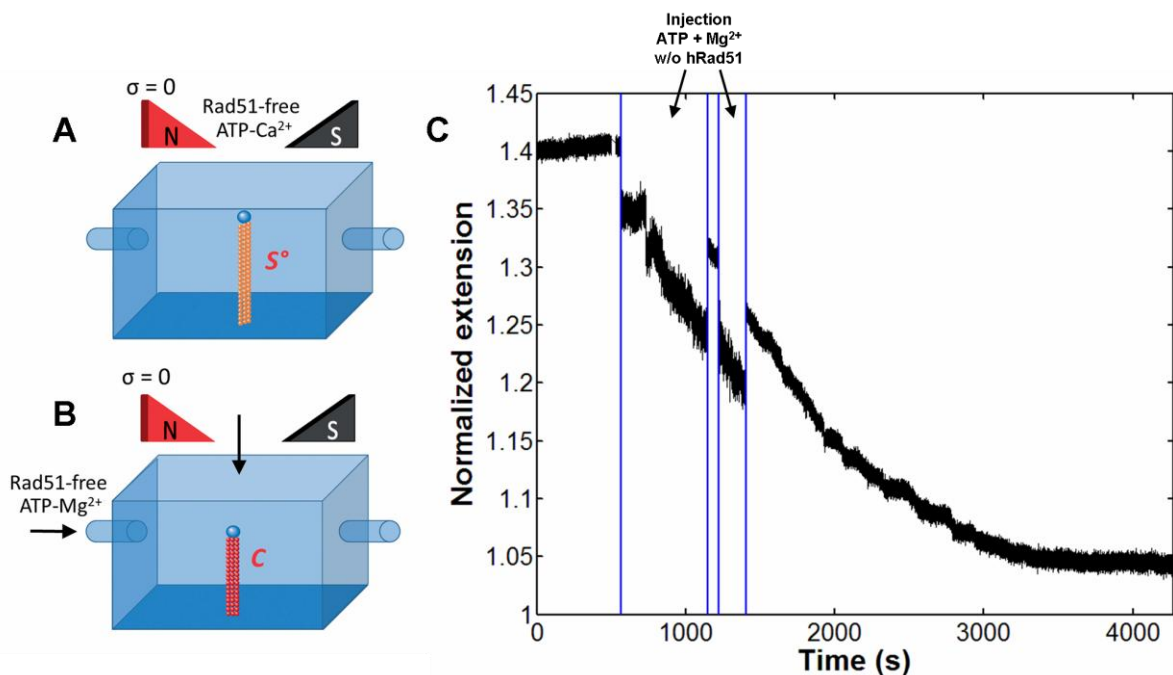 A
σ = 0
Rad51-free
ATP-Ca²⁺
N
S
S°
B
σ = 0
N
S
Rad51-free
ATP-Mg²⁺
C
C
Injection
ATP + Mg²⁺
w/o hRad51
Normalized extension
1.45
1.4
1.35
1.3
1.25
1.2
1.15
1.1
1.05
1
0
1000
2000
3000
4000
Time (s)